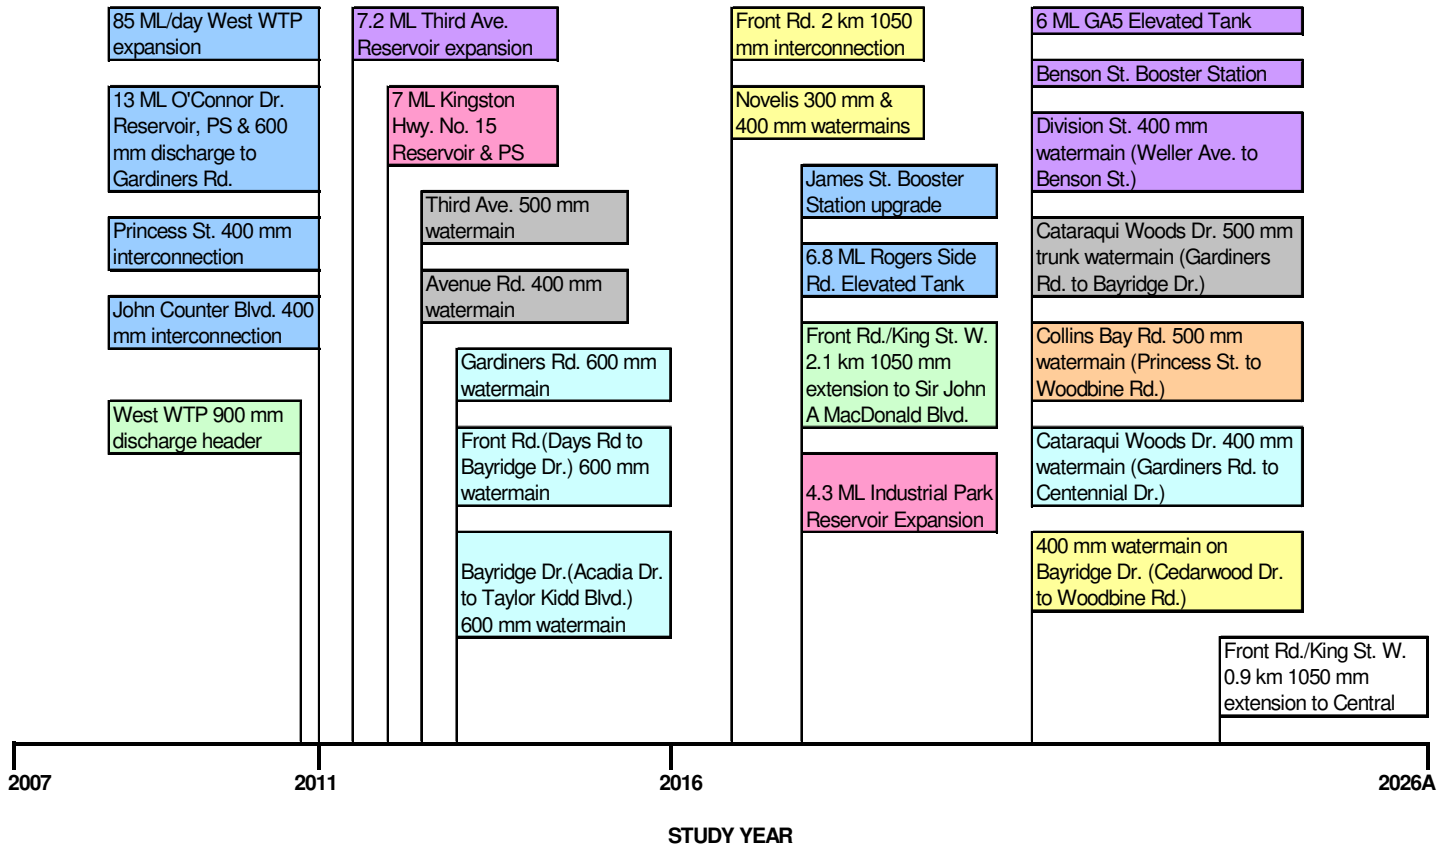 85 ML/day West WTP
expansion
13 ML O'Connor Dr.
Reservoir, PS & 600
mm discharge to
Gardiners Rd.
Princess St. 400 mm
interconnection
John Counter Blvd. 400
mm interconnection
West WTP 900 mm
discharge header
7.2 ML Third Ave.
Reservoir expansion
7 ML Kingston
Hwy. No. 15
Reservoir & PS
Third Ave. 500 mm
watermain
Avenue Rd. 400 mm
watermain
Gardiners Rd. 600 mm
watermain
Front Rd.(Days Rd to
Bayridge Dr.) 600 mm
watermain
Bayridge Dr.(Acadia Dr.
to Taylor Kidd Blvd.)
600 mm watermain
Front Rd. 2 km 1050
mm interconnection
Novelis 300 mm &
400 mm watermains
James St. Booster
Station upgrade
6.8 ML Rogers Side
Rd. Elevated Tank
Front Rd./King St. W.
2.1 km 1050 mm
extension to Sir John
A MacDonald Blvd.
4.3 ML Industrial Park
Reservoir Expansion
6 ML GA5 Elevated Tank
Benson St. Booster Station
Division St. 400 mm
watermain (Weller Ave. to
Benson St.)
Cataraqui Woods Dr. 500 mm
trunk watermain (Gardiners
Rd. to Bayridge Dr.)
Collins Bay Rd. 500 mm
watermain (Princess St. to
Woodbine Rd.)
Cataraqui Woods Dr. 400 mm
watermain (Gardiners Rd. to
Centennial Dr.)
400 mm watermain on
Bayridge Dr. (Cedarwood Dr.
to Woodbine Rd.)
Front Rd./King St. W.
0.9 km 1050 mm
extension to Central
2007
2011
2016
2026A
STUDY YEAR